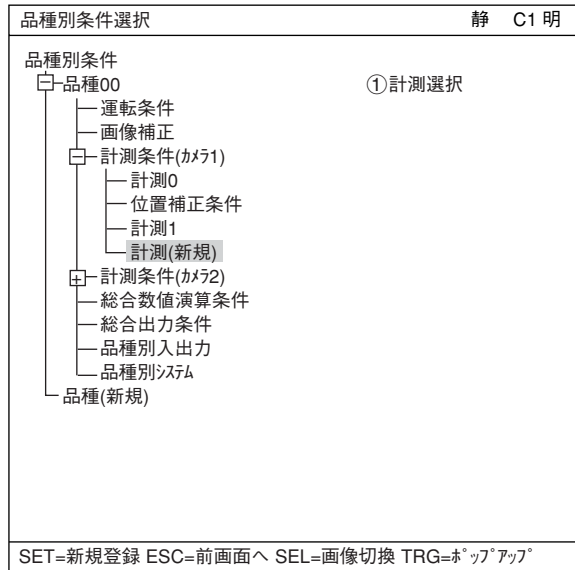 品種別条件選択 静 C1 明
品種別条件
品種00 ①計測選択
運転条件
画像補正
計測条件(ｶﾒﾗ1)
計測0
位置補正条件
計測1
計測(新規)
計測条件(ｶﾒﾗ2)
総合数値演算条件
総合出力条件
品種別入出力
品種別ｼｽﾃﾑ
品種(新規)
SET=新規登録 ESC=前画面へ SEL=画像切換 TRG=ﾎﾟｯﾌﾟｱｯﾌﾟ